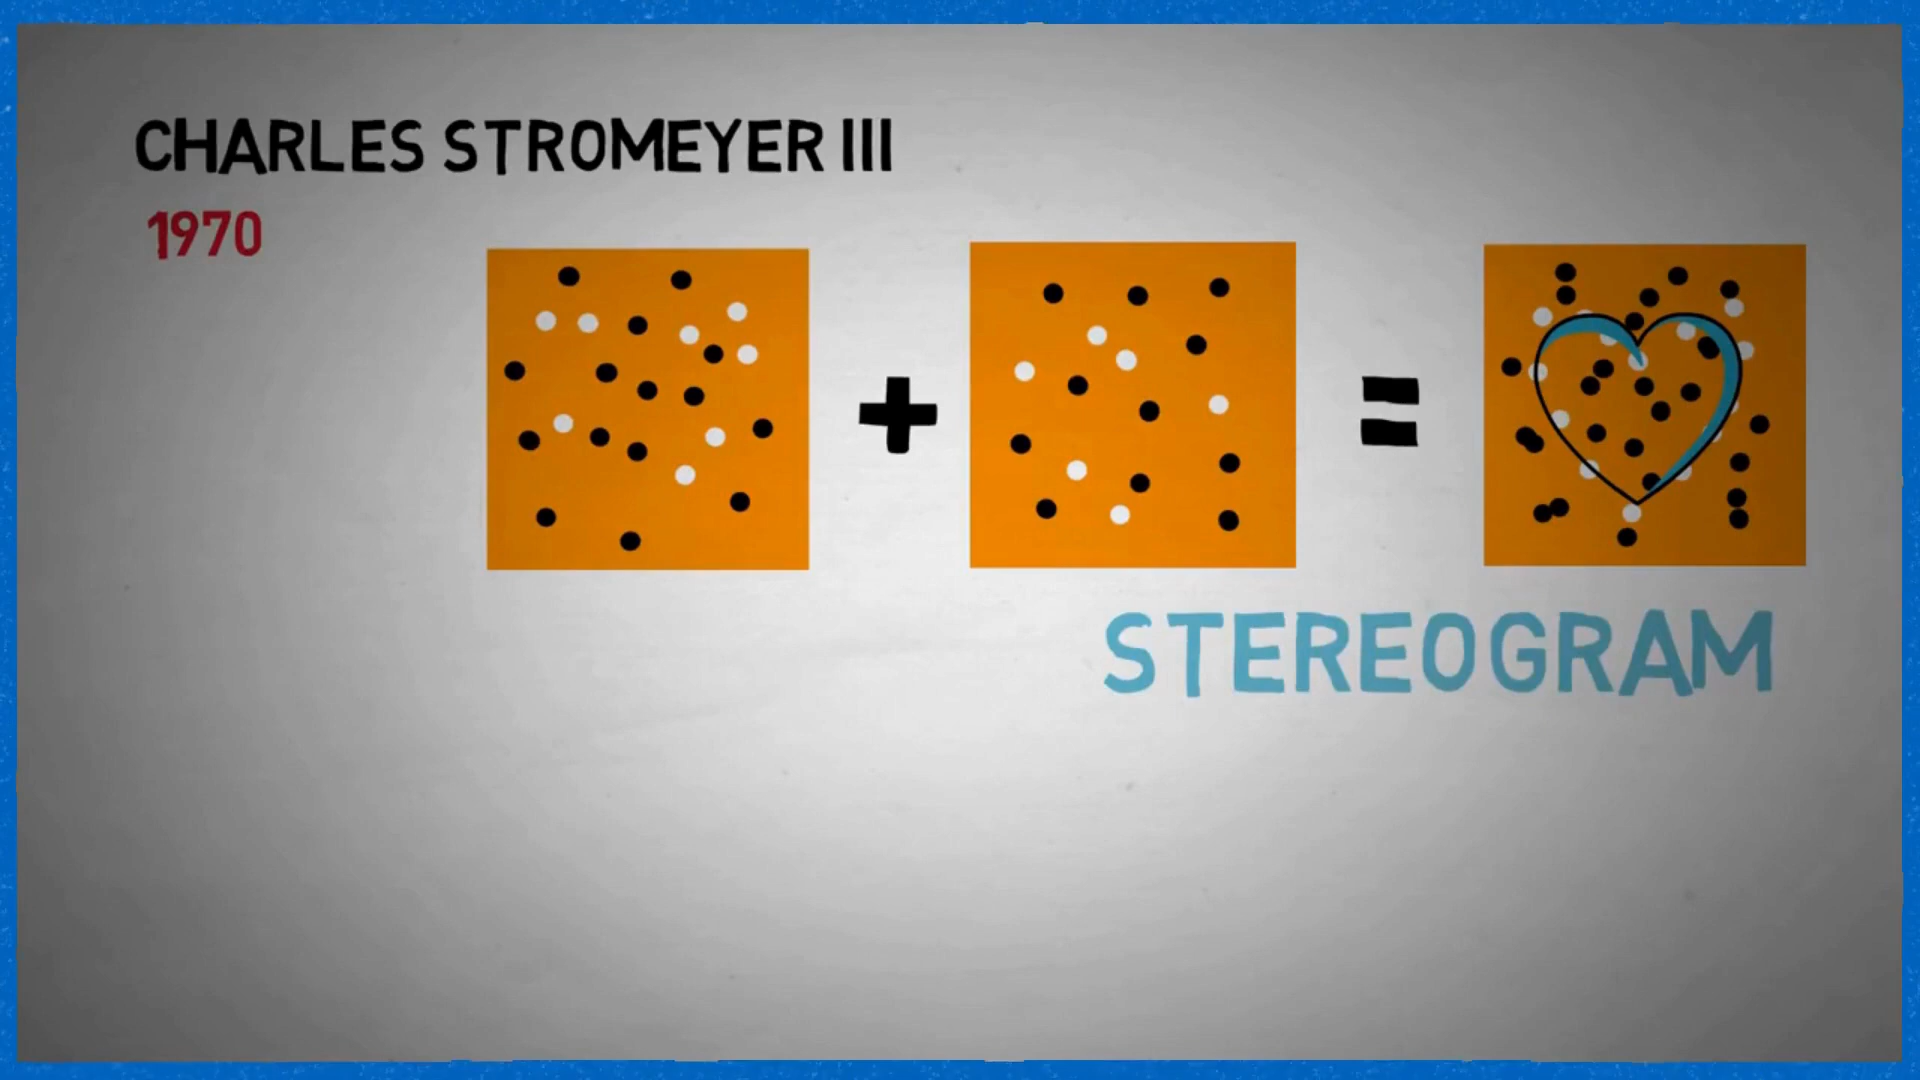 CHARLES STROMEYER III
1970
+
=
STEREOGRAM